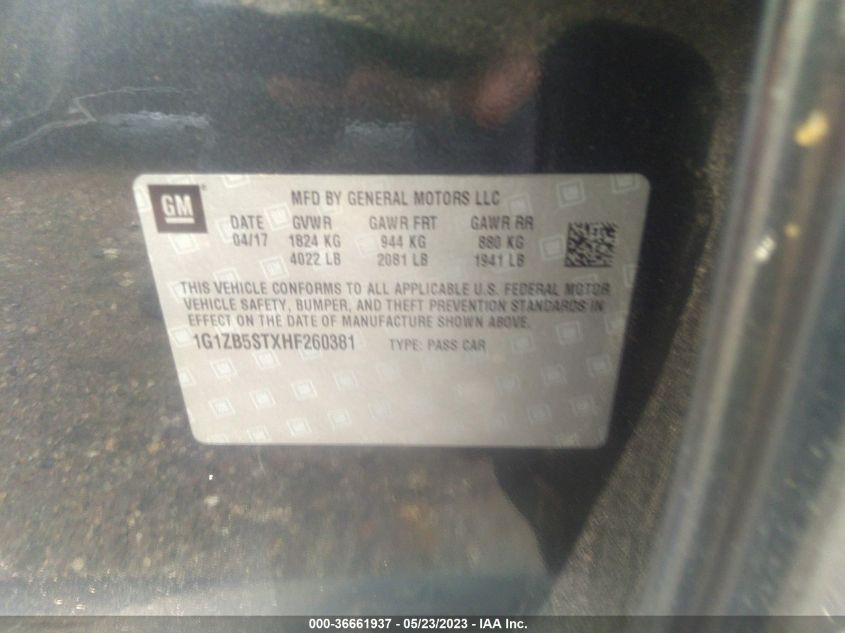 GM ®
MFD BY GENERAL MOTORS LLC
DATE GVWR GAWR FRT GAWR RR
04/17 1824 KG 944 KG 880 KG
4022 LB 2081 LB 1941 LB
THIS VEHICLE CONFORMS TO ALL APPLICABLE U.S. FEDERAL MOTOR
VEHICLE SAFETY, BUMPER, AND THEFT PREVENTION STANDARDS IN
EFFECT ON THE DATE OF MANUFACTURE SHOWN ABOVE.
1G1ZB5STXHF260381 TYPE: PASS CAR
000-36661937 - 05/23/2023 - IAA Inc.